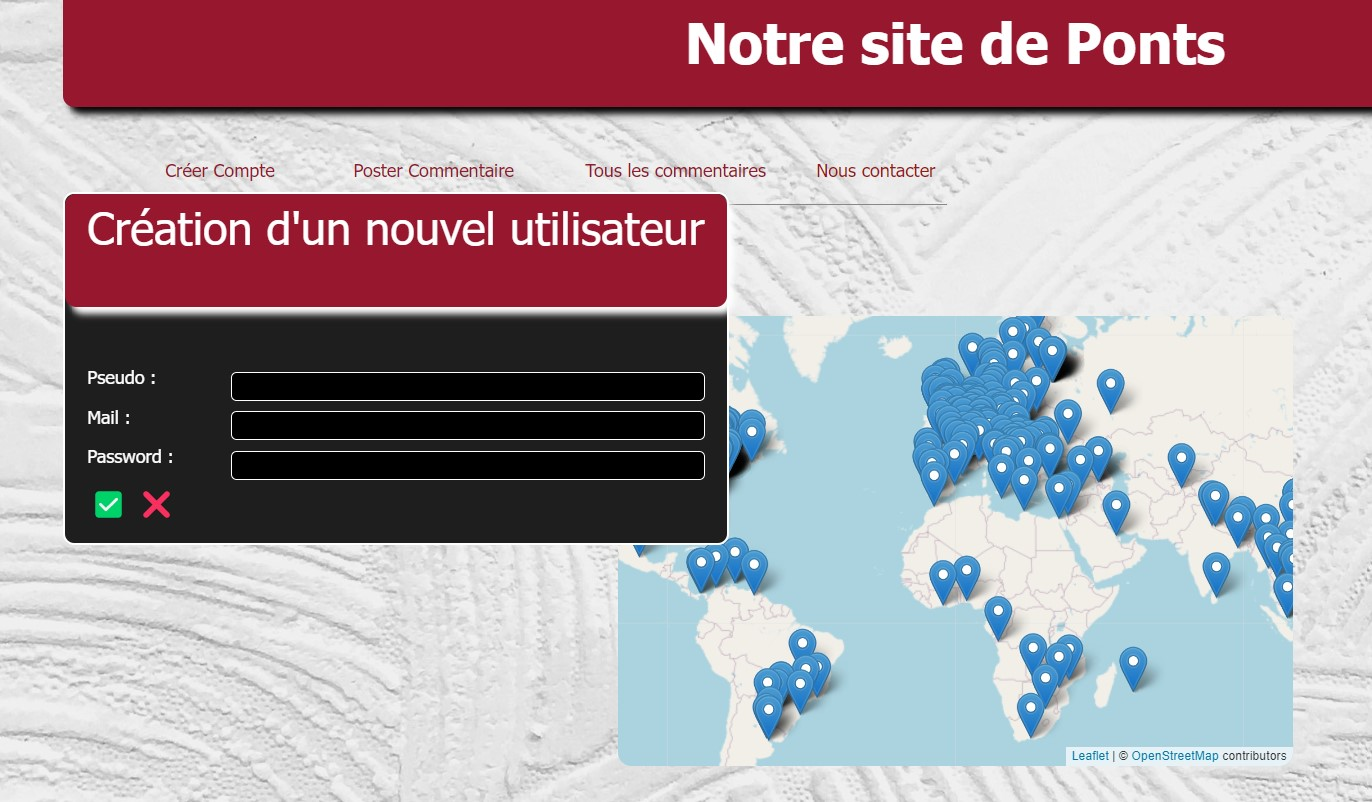 Notre site de Ponts
Créer Compte Poster Commentaire Tous les commentaires Nous contacter
Création d'un nouvel utilisateur
Pseudo :
Mail :
Password :
Leaflet | © OpenStreetMap contributors